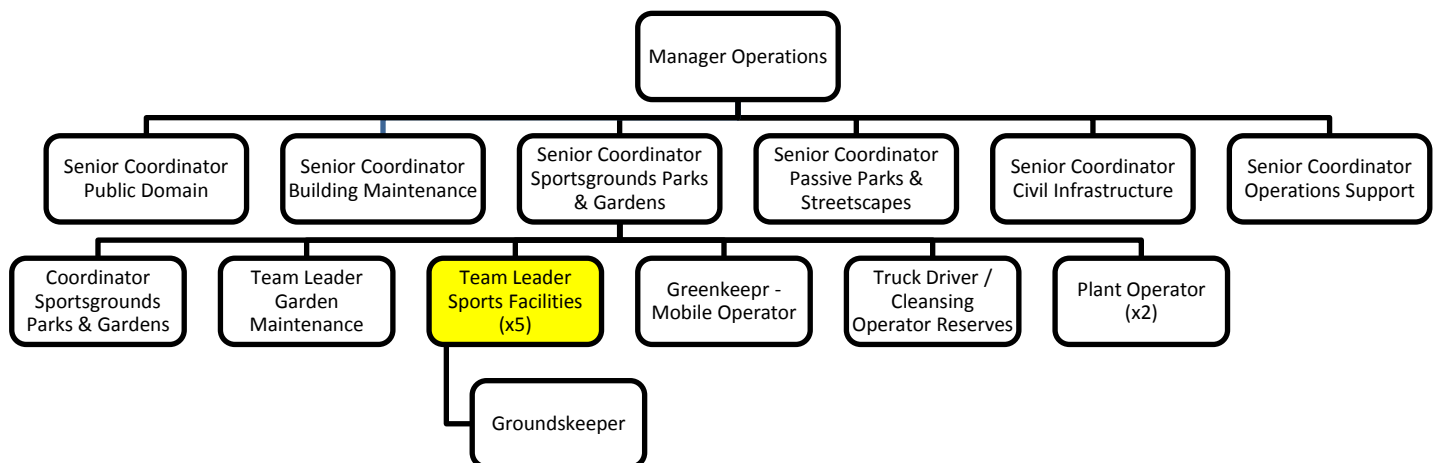 Manager Operations
Senior Coordinator
Public Domain
Senior Coordinator
Building Maintenance
Senior Coordinator
Sportsgrounds Parks
& Gardens
Senior Coordinator
Passive Parks &
Streetscapes
Senior Coordinator
Civil Infrastructure
Senior Coordinator
Operations Support
Coordinator
Sportsgrounds
Parks & Gardens
Team Leader
Garden
Maintenance
Team Leader
Sports Facilities
(x5)
Greenkeepr -
Mobile Operator
Truck Driver /
Cleansing
Operator Reserves
Plant Operator
(x2)
Groundskeeper